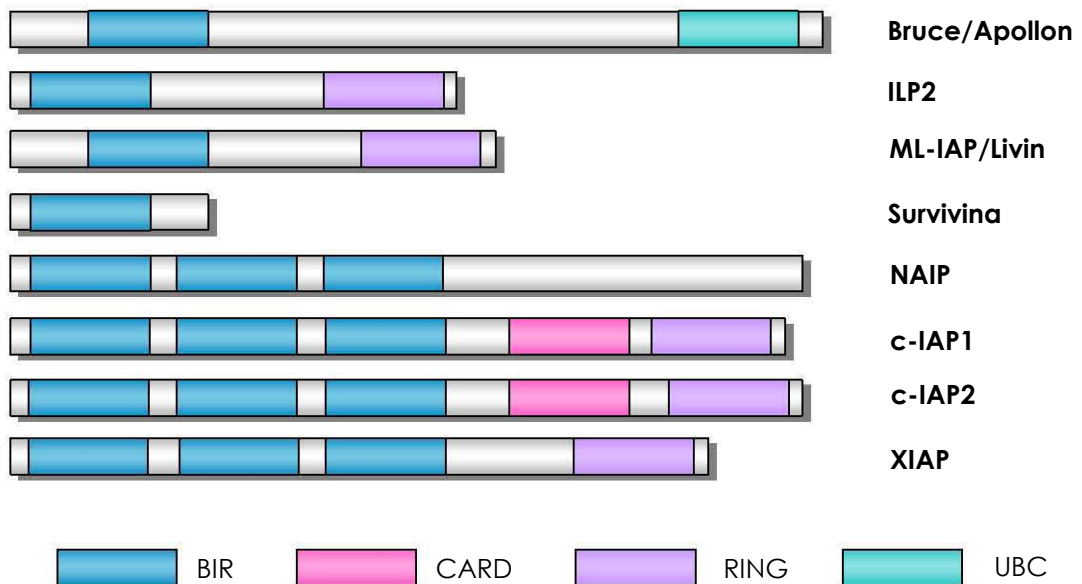 Bruce/Apollon
ILP2
ML-IAP/Livin
Survivina
NAIP
c-IAP1
c-IAP2
XIAP
BIR CARD RING UBC